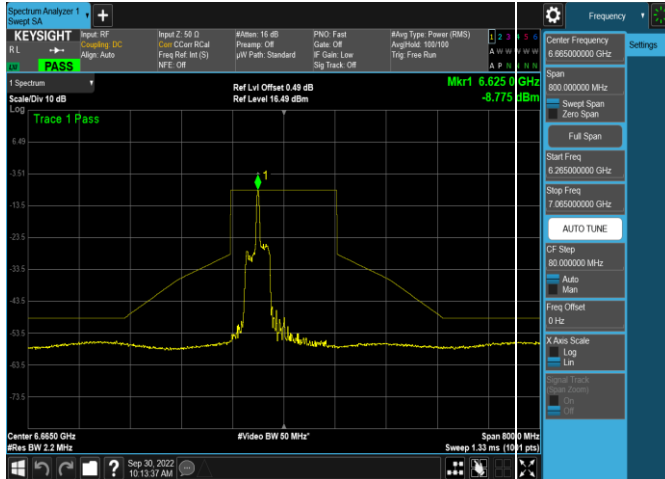 Spectrum Analyzer 1
Swept SA
Frequency
KEYSIGHT
Input: RF
Coupling: DC
Align: Auto
Input Z: 50 Ω
Corr CCorr RCal
Freq Ref: Int (S)
NFE: Off
#Atten: 16 dB
Preamp: Off
µW Path: Standard
PNO: Fast
Gate: Off
IF Gain: Low
Sig Track: Off
#Avg Type: Power (RMS)
Avg|Hold: 100/100
Trig: Free Run
1 2 3 4 5 6
A W W W W W
A P N N N N
RL
PASS
1 Spectrum
Scale/Div 10 dB
Log
Ref Lvl Offset 0.49 dB
Ref Level 16.49 dBm
Mkr1 6.625 0 GHz
-8.775 dBm
Trace 1 Pass
1
6.49
-3.51
-13.5
-23.5
-33.5
-43.5
-53.5
-63.5
-73.5
Center 6.6650 GHz
#Res BW 2.2 MHz
#Video BW 50 MHz*
Span 800.0 MHz
Sweep 1.33 ms (1001 pts)
?
Sep 30, 2022
10:13:37 AM
Center Frequency
6.665000000 GHz
Settings
Span
800.000000 MHz
Swept Span
Zero Span
Full Span
Start Freq
6.265000000 GHz
Stop Freq
7.065000000 GHz
AUTO TUNE
CF Step
80.000000 MHz
Auto
Man
Freq Offset
0 Hz
X Axis Scale
Log
Lin
Signal Track
(Span Zoom)
On
Off